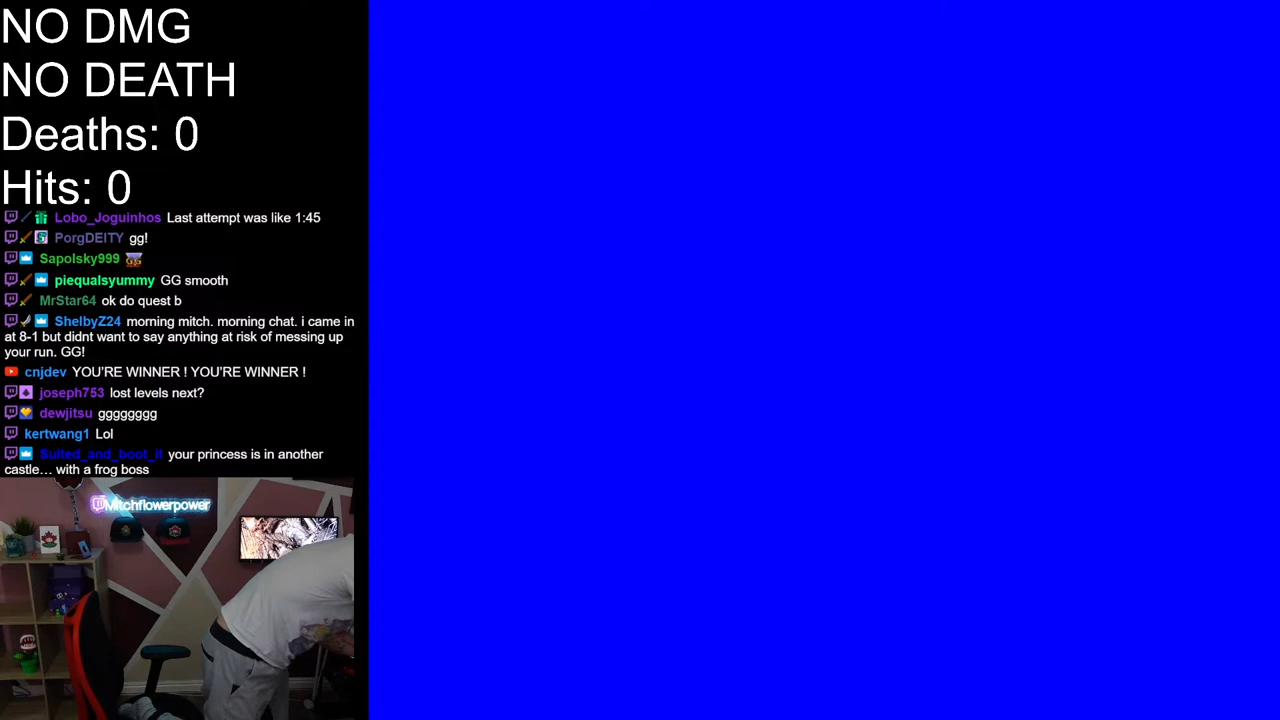 NO DMG
NO DEATH
Deaths: 0
Hits: 0
Lobo_Joguinhos Last attempt was like 1:45
PorgDEITY gg!
Sapolsky999
piequalsyummy GG smooth
MrStar64 ok do quest b
ShelbyZ24 morning mitch. morning chat. i came in
at 8-1 but didnt want to say anything at risk of messing up
your run. GG!
cnjdev YOU'RE WINNER ! YOU'RE WINNER !
joseph753 lost levels next?
dewjitsu gggggggg
kertwang1 Lol
Suited_and_boot_it your princess is in another
castle… with a frog boss
Mitchflowerpower